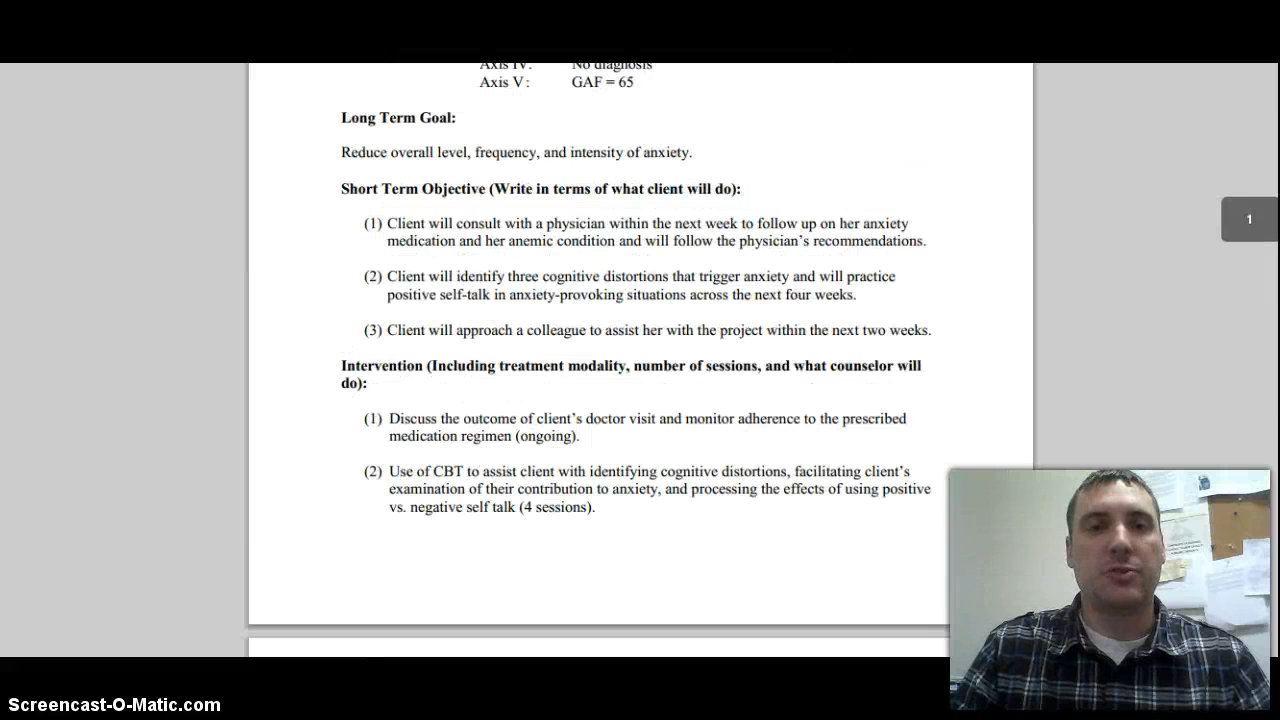 Axis IV: No diagnosis
Axis V: GAF = 65
Long Term Goal:
Reduce overall level, frequency, and intensity of anxiety.
Short Term Objective (Write in terms of what client will do):
(1) Client will consult with a physician within the next week to follow up on her anxiety
medication and her anemic condition and will follow the physician’s recommendations.
(2) Client will identify three cognitive distortions that trigger anxiety and will practice
positive self-talk in anxiety-provoking situations across the next four weeks.
(3) Client will approach a colleague to assist her with the project within the next two weeks.
Intervention (Including treatment modality, number of sessions, and what counselor will
do):
(1) Discuss the outcome of client’s doctor visit and monitor adherence to the prescribed
medication regimen (ongoing).
(2) Use of CBT to assist client with identifying cognitive distortions, facilitating client’s
examination of their contribution to anxiety, and processing the effects of using positive
vs. negative self talk (4 sessions).
1
Screencast-O-Matic.com